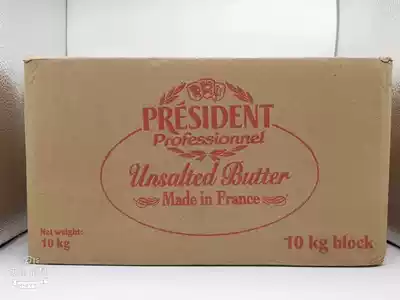 PRÉSIDENT
Professionnel
Unsalted Butter
Made in France
Net weight:
10 kg
10 kg block